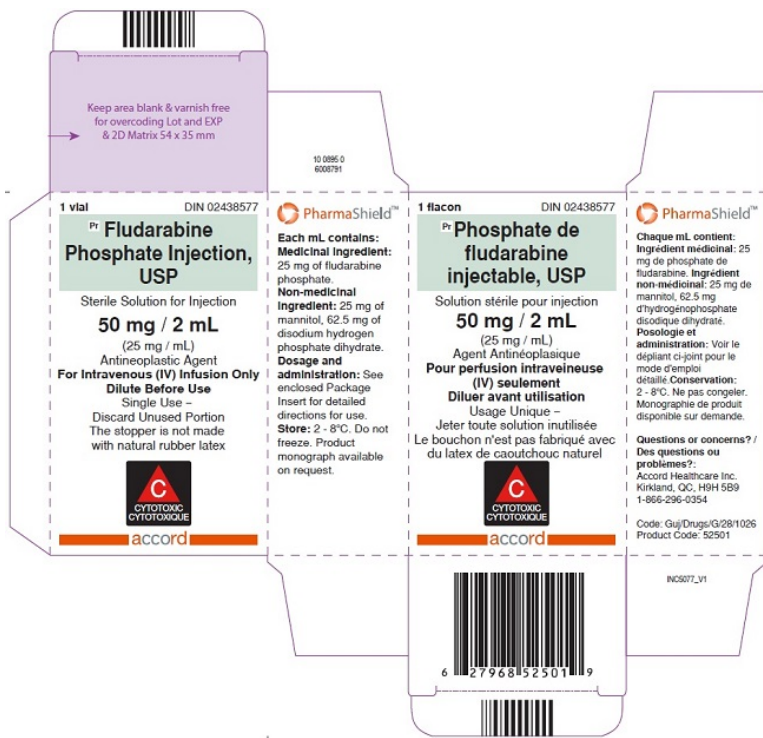 Keep area blank & varnish free
for overcoding Lot and EXP
& 2D Matrix 54 x 35 mm
10 0895 0
6008791
1 vial DIN 02438577
Pr Fludarabine
Phosphate Injection,
USP
Sterile Solution for Injection
50 mg / 2 mL
(25 mg / mL)
Antineoplastic Agent
For Intravenous (IV) Infusion Only
Dilute Before Use
Single Use –
Discard Unused Portion
The stopper is not made
with natural rubber latex
C
CYTOTOXIC
CYTOTOXIQUE
accord
PharmaShield™
Each mL contains:
Medicinal ingredient:
25 mg of fludarabine
phosphate.
Non-medicinal
ingredient: 25 mg of
mannitol, 62.5 mg of
disodium hydrogen
phosphate dihydrate.
Dosage and
administration: See
enclosed Package
Insert for detailed
directions for use.
Store: 2 - 8°C. Do not
freeze. Product
monograph available
on request.
1 flacon DIN 02438577
Pr Phosphate de
fludarabine
injectable, USP
Solution stérile pour injection
50 mg / 2 mL
(25 mg / mL)
Agent Antinéoplasique
Pour perfusion intraveineuse
(IV) seulement
Diluer avant utilisation
Usage Unique –
Jeter toute solution inutilisée
Le bouchon n'est pas fabriqué avec
du latex de caoutchouc naturel
C
CYTOTOXIC
CYTOTOXIQUE
accord
PharmaShield™
Chaque mL contient:
Ingrédient médicinal: 25
mg de phosphate de
fludarabine. Ingrédient
non-médicinal: 25 mg de
mannitol, 62.5 mg
d'hydrogénophosphate
disodique dihydraté.
Posologie et
administration: Voir le
dépliant ci-joint pour le
mode d'emploi
détaillé.Conservation:
2 - 8°C. Ne pas congeler.
Monographie de produit
disponible sur demande.
Questions or concerns? /
Des questions ou
problèmes?:
Accord Healthcare Inc.
Kirkland, QC, H9H 5B9
1-866-296-0354
Code: Guj/Drugs/G/28/1026
Product Code: 52501
INC5077_V1
6 27968 52501 9